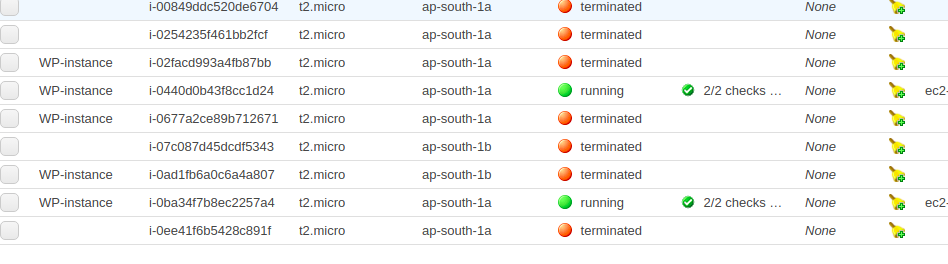 i-00849ddc520de6704 t2.micro ap-south-1a terminated None
i-0254235f461bb2fcf t2.micro ap-south-1a terminated None
WP-instance i-02facd993a4fb87bb t2.micro ap-south-1a terminated None
WP-instance i-0440d0b43f8cc1d24 t2.micro ap-south-1a running 2/2 checks ... None ec2-
WP-instance i-0677a2ce89b712671 t2.micro ap-south-1a terminated None
i-07c087d45dcdf5343 t2.micro ap-south-1b terminated None
WP-instance i-0ad1fb6a0c6a4a807 t2.micro ap-south-1b terminated None
WP-instance i-0ba34f7b8ec2257a4 t2.micro ap-south-1a running 2/2 checks ... None ec2-
i-0ee41f6b5428c891f t2.micro ap-south-1a terminated None